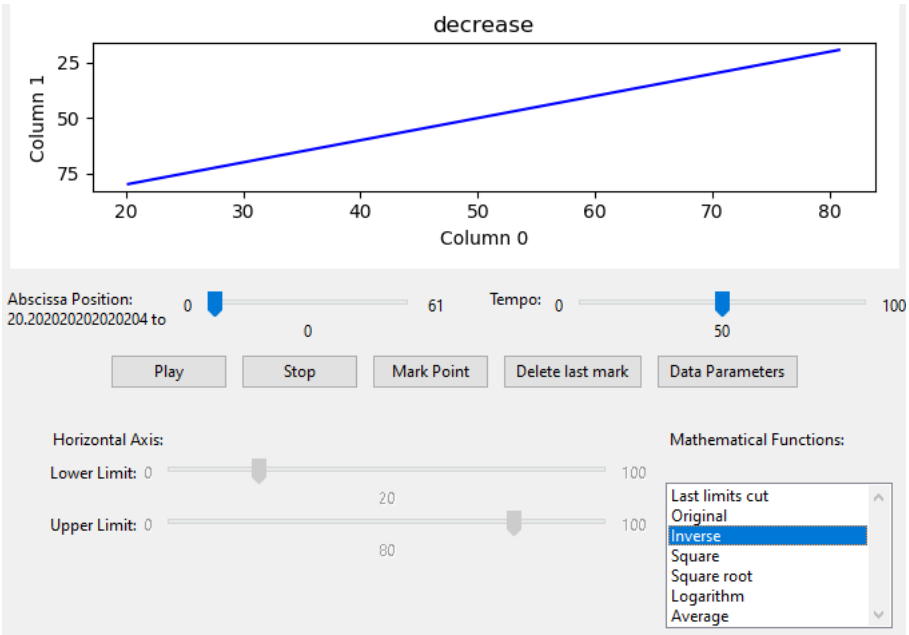 decrease
25
50
75
Column 1
20 30 40 50 60 70 80
Column 0
Abscissa Position:
20.202020202020204 to
0 61
0
Tempo: 0 100
50
Play Stop Mark Point Delete last mark Data Parameters
Horizontal Axis:
Lower Limit: 0 100
20
Upper Limit: 0 100
80
Mathematical Functions:
Last limits cut
Original
Inverse
Square
Square root
Logarithm
Average